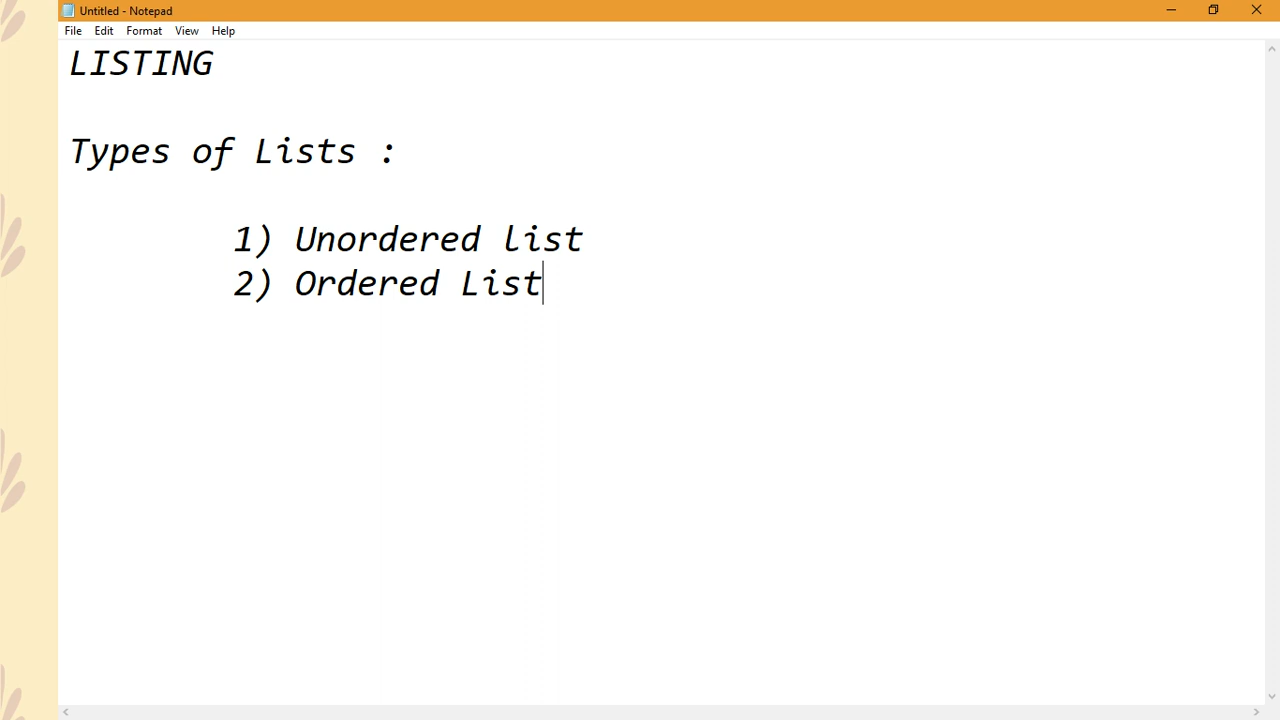 Untitled - Notepad
File Edit Format View Help
LISTING
Types of Lists :
1) Unordered list
2) Ordered List